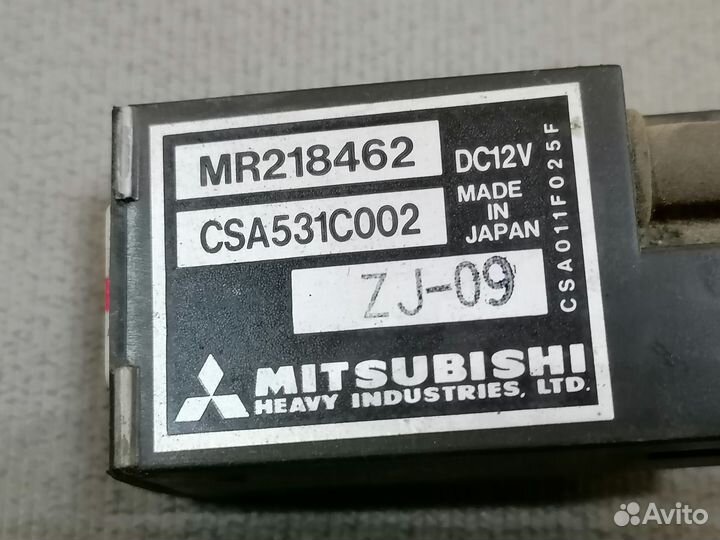 MR218462
DC12V
CSA531C002
MADE
IN
JAPAN
ZJ-09
CSA011F025F
MITSUBISHI
HEAVY INDUSTRIES, LTD.
Avito